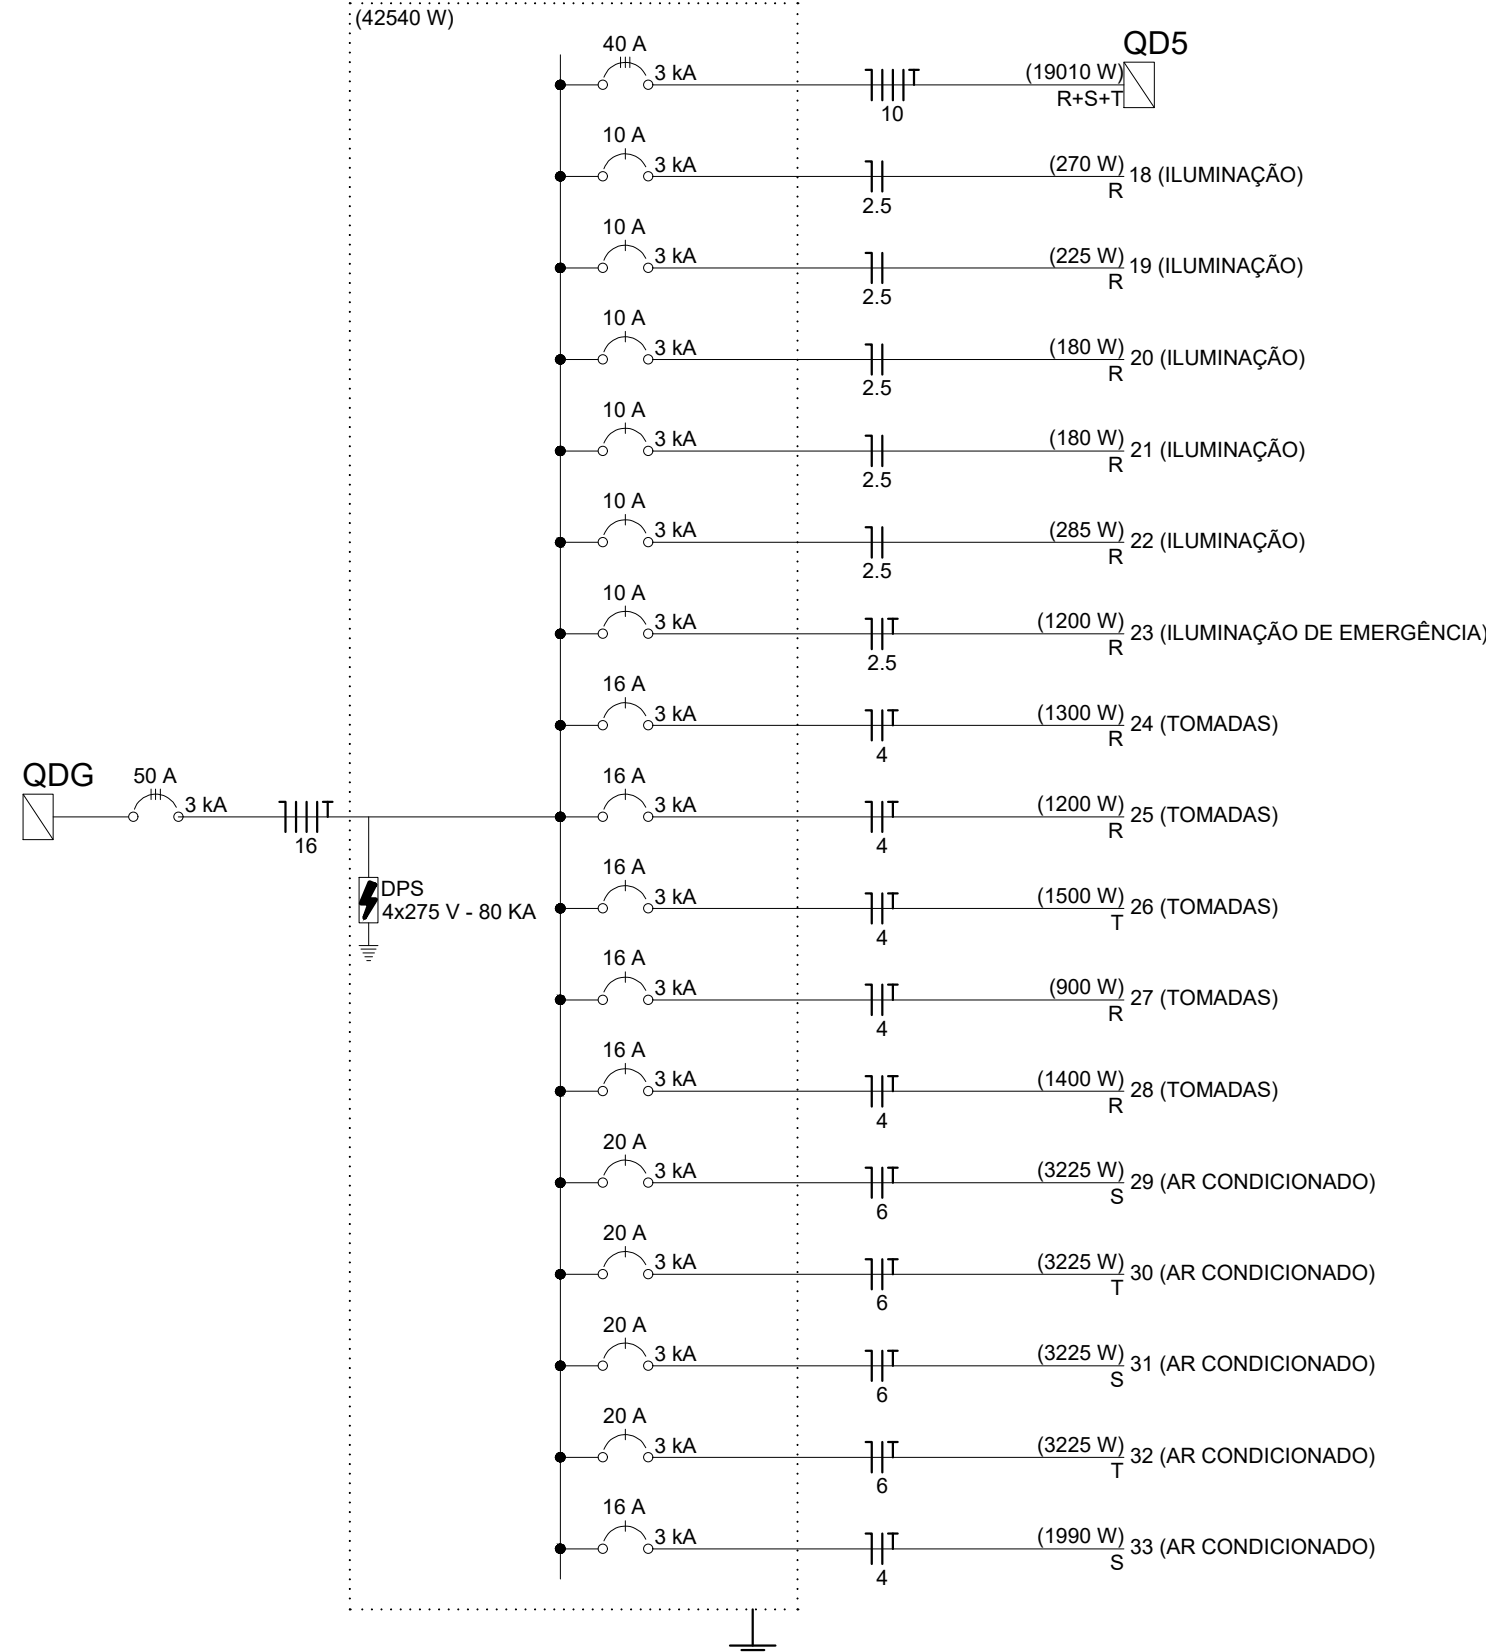 (42540 W)
40 A
3 kA
10
(19010 W)
R+S+T
QD5
10 A
3 kA
2.5
(270 W)
R
18 (ILUMINAÇÃO)
10 A
3 kA
2.5
(225 W)
R
19 (ILUMINAÇÃO)
10 A
3 kA
2.5
(180 W)
R
20 (ILUMINAÇÃO)
10 A
3 kA
2.5
(180 W)
R
21 (ILUMINAÇÃO)
10 A
3 kA
2.5
(285 W)
R
22 (ILUMINAÇÃO)
10 A
3 kA
T
2.5
(1200 W)
R
23 (ILUMINAÇÃO DE EMERGÊNCIA)
16 A
3 kA
T
4
(1300 W)
R
24 (TOMADAS)
QDG
50 A
3 kA
16
DPS
4x275 V - 80 KA
16 A
3 kA
T
4
(1200 W)
R
25 (TOMADAS)
16 A
3 kA
T
4
(1500 W)
T
26 (TOMADAS)
16 A
3 kA
T
4
(900 W)
R
27 (TOMADAS)
16 A
3 kA
T
4
(1400 W)
R
28 (TOMADAS)
20 A
3 kA
T
6
(3225 W)
S
29 (AR CONDICIONADO)
20 A
3 kA
T
6
(3225 W)
T
30 (AR CONDICIONADO)
20 A
3 kA
T
6
(3225 W)
S
31 (AR CONDICIONADO)
20 A
3 kA
T
6
(3225 W)
T
32 (AR CONDICIONADO)
16 A
3 kA
T
4
(1990 W)
S
33 (AR CONDICIONADO)